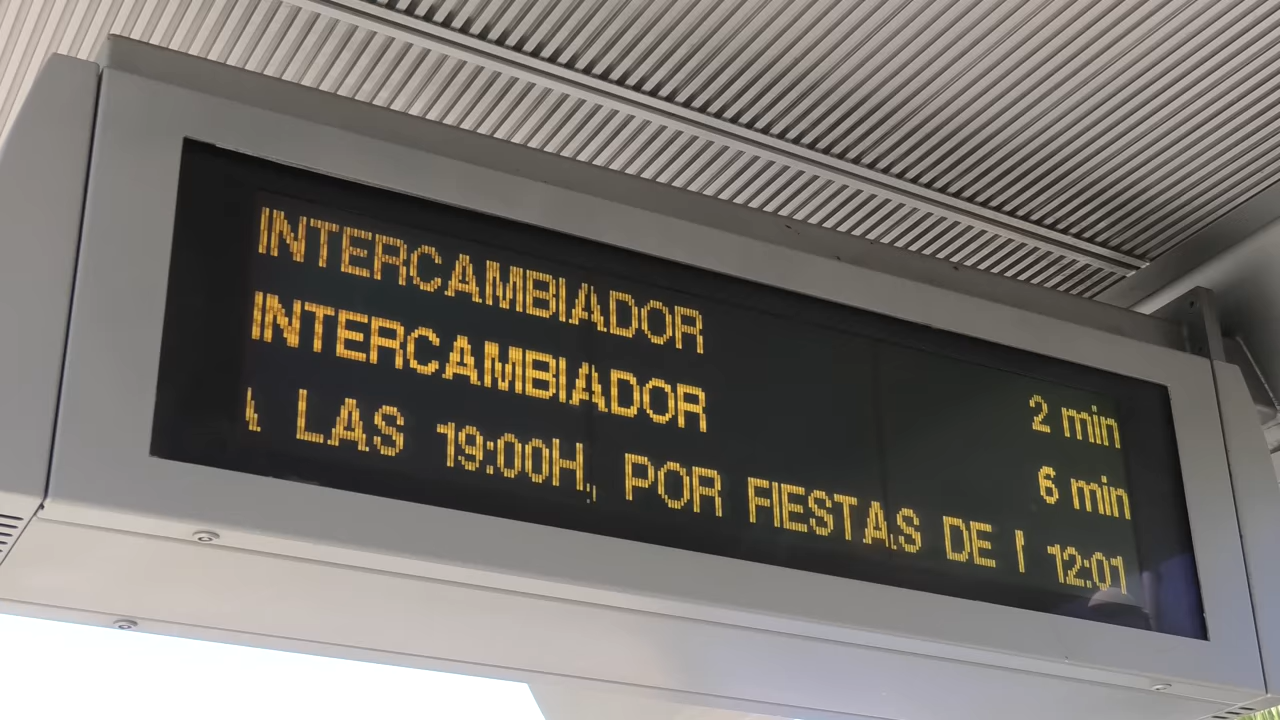 INTERCAMBIADOR 2 min
INTERCAMBIADOR 6 min
A LAS 19:00H, POR FIESTAS DE 12:01